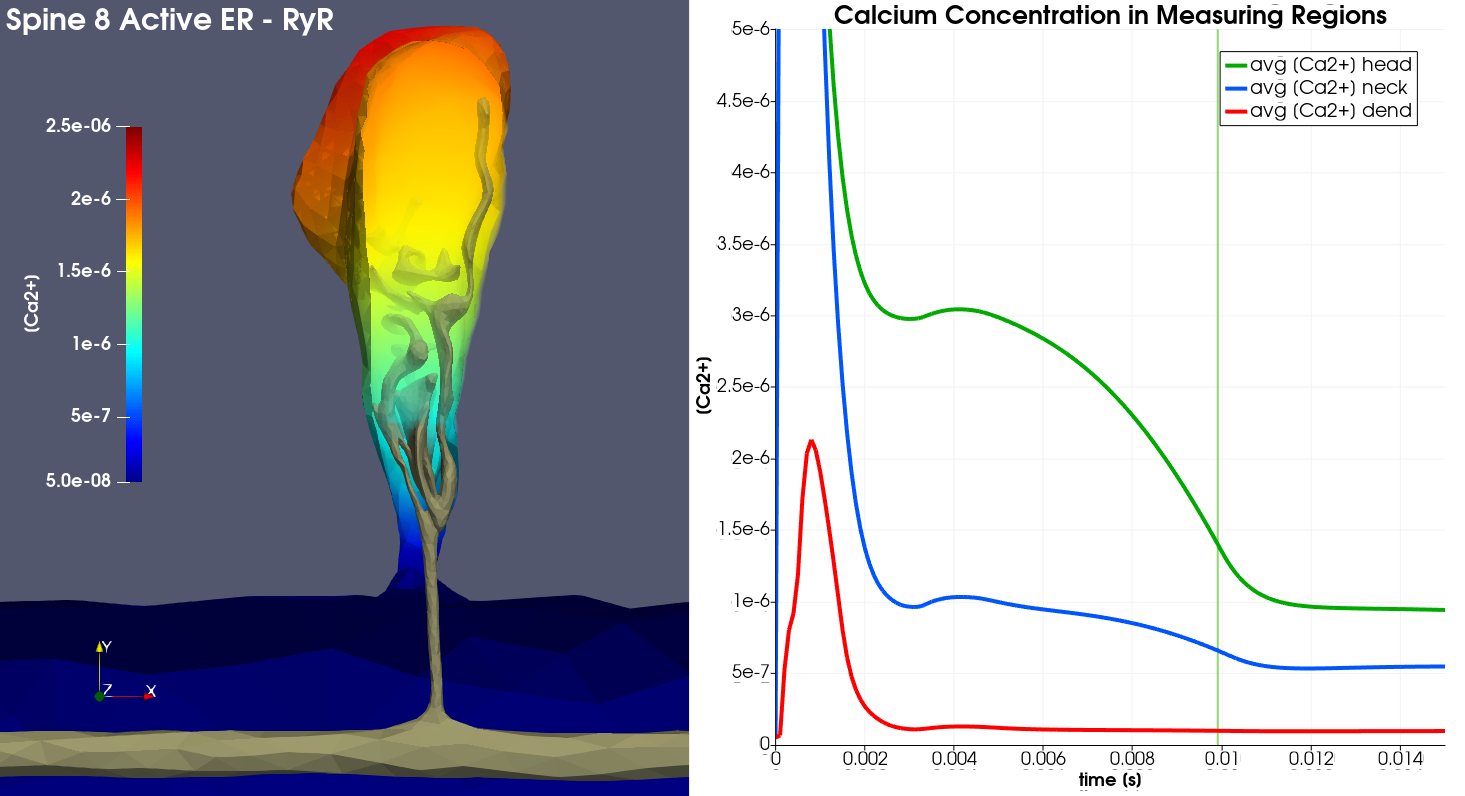 Spine 8 Active ER - RyR
2.5e-06
2e-6
1.5e-6
1e-6
5e-7
5.0e-08
(Ca2+)
Y
Z
X
Calcium Concentration in Measuring Regions
avg (Ca2+) head
avg (Ca2+) neck
avg (Ca2+) dend
5e-6
4.5e-6
4e-6
3.5e-6
3e-6
2.5e-6
2e-6
1.5e-6
1e-6
5e-7
0
(Ca2+)
0 0.002 0.004 0.006 0.008 0.01 0.012 0.014
time (s)